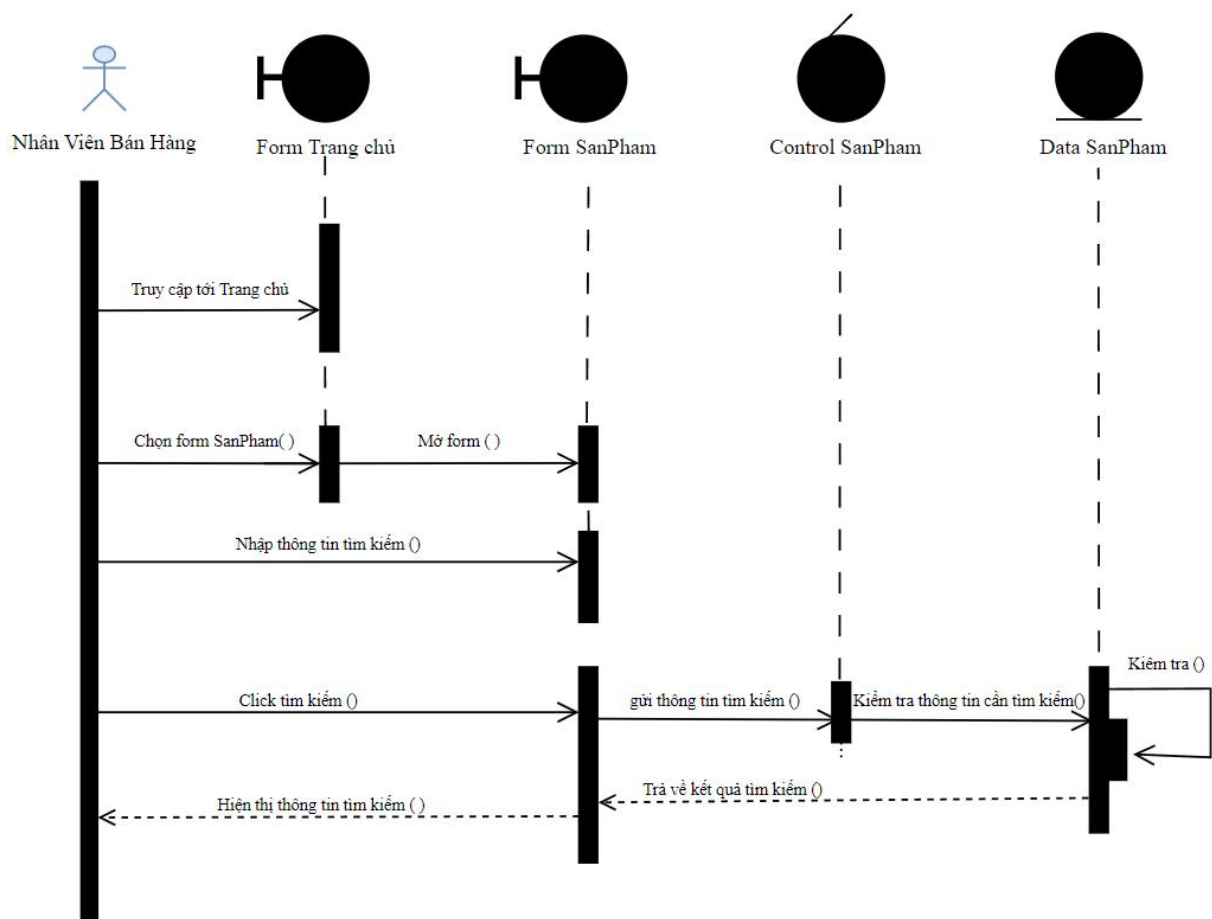 Nhân Viên Bán Hàng
Form Trang chủ
Form SanPham
Control SanPham
Data SanPham
Truy cập tới Trang chủ
Chọn form SanPham( )
Mở form ( )
Nhập thông tin tìm kiếm ()
Kiêm tra ()
Click tìm kiếm ()
gửi thông tin tìm kiếm ()
Kiểm tra thông tin cần tìm kiếm()
Trả về kết quả tìm kiếm ()
Hiện thị thông tin tìm kiếm ( )